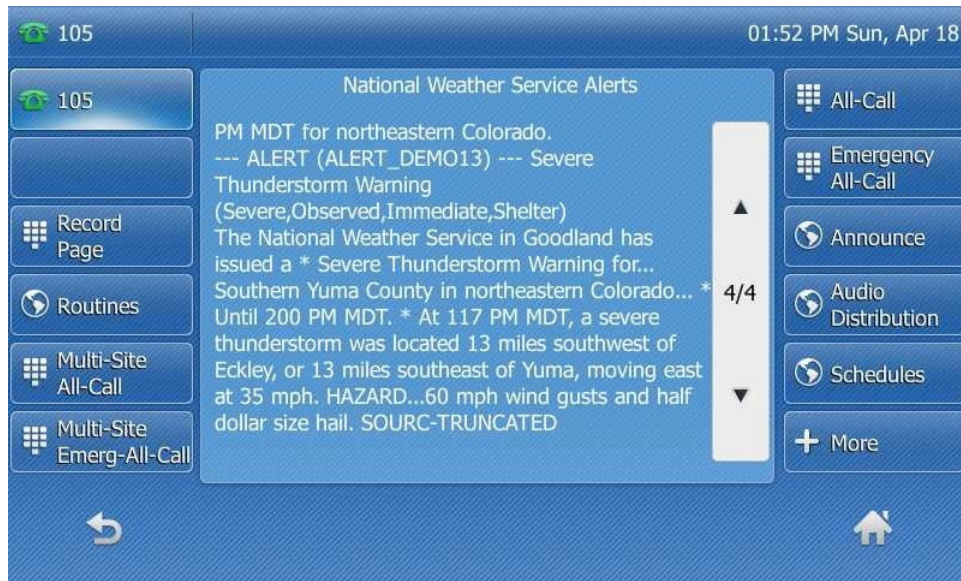 105
01:52 PM Sun, Apr 18
105
Record
Page
Routines
Multi-Site
All-Call
Multi-Site
Emerg-All-Call
National Weather Service Alerts
PM MDT for northeastern Colorado.
--- ALERT (ALERT_DEMO13) --- Severe
Thunderstorm Warning
(Severe,Observed,Immediate,Shelter)
The National Weather Service in Goodland has
issued a * Severe Thunderstorm Warning for...
Southern Yuma County in northeastern Colorado... *
Until 200 PM MDT. * At 117 PM MDT, a severe
thunderstorm was located 13 miles southwest of
Eckley, or 13 miles southeast of Yuma, moving east
at 35 mph. HAZARD...60 mph wind gusts and half
dollar size hail. SOURC-TRUNCATED
4/4
All-Call
Emergency
All-Call
Announce
Audio
Distribution
Schedules
More